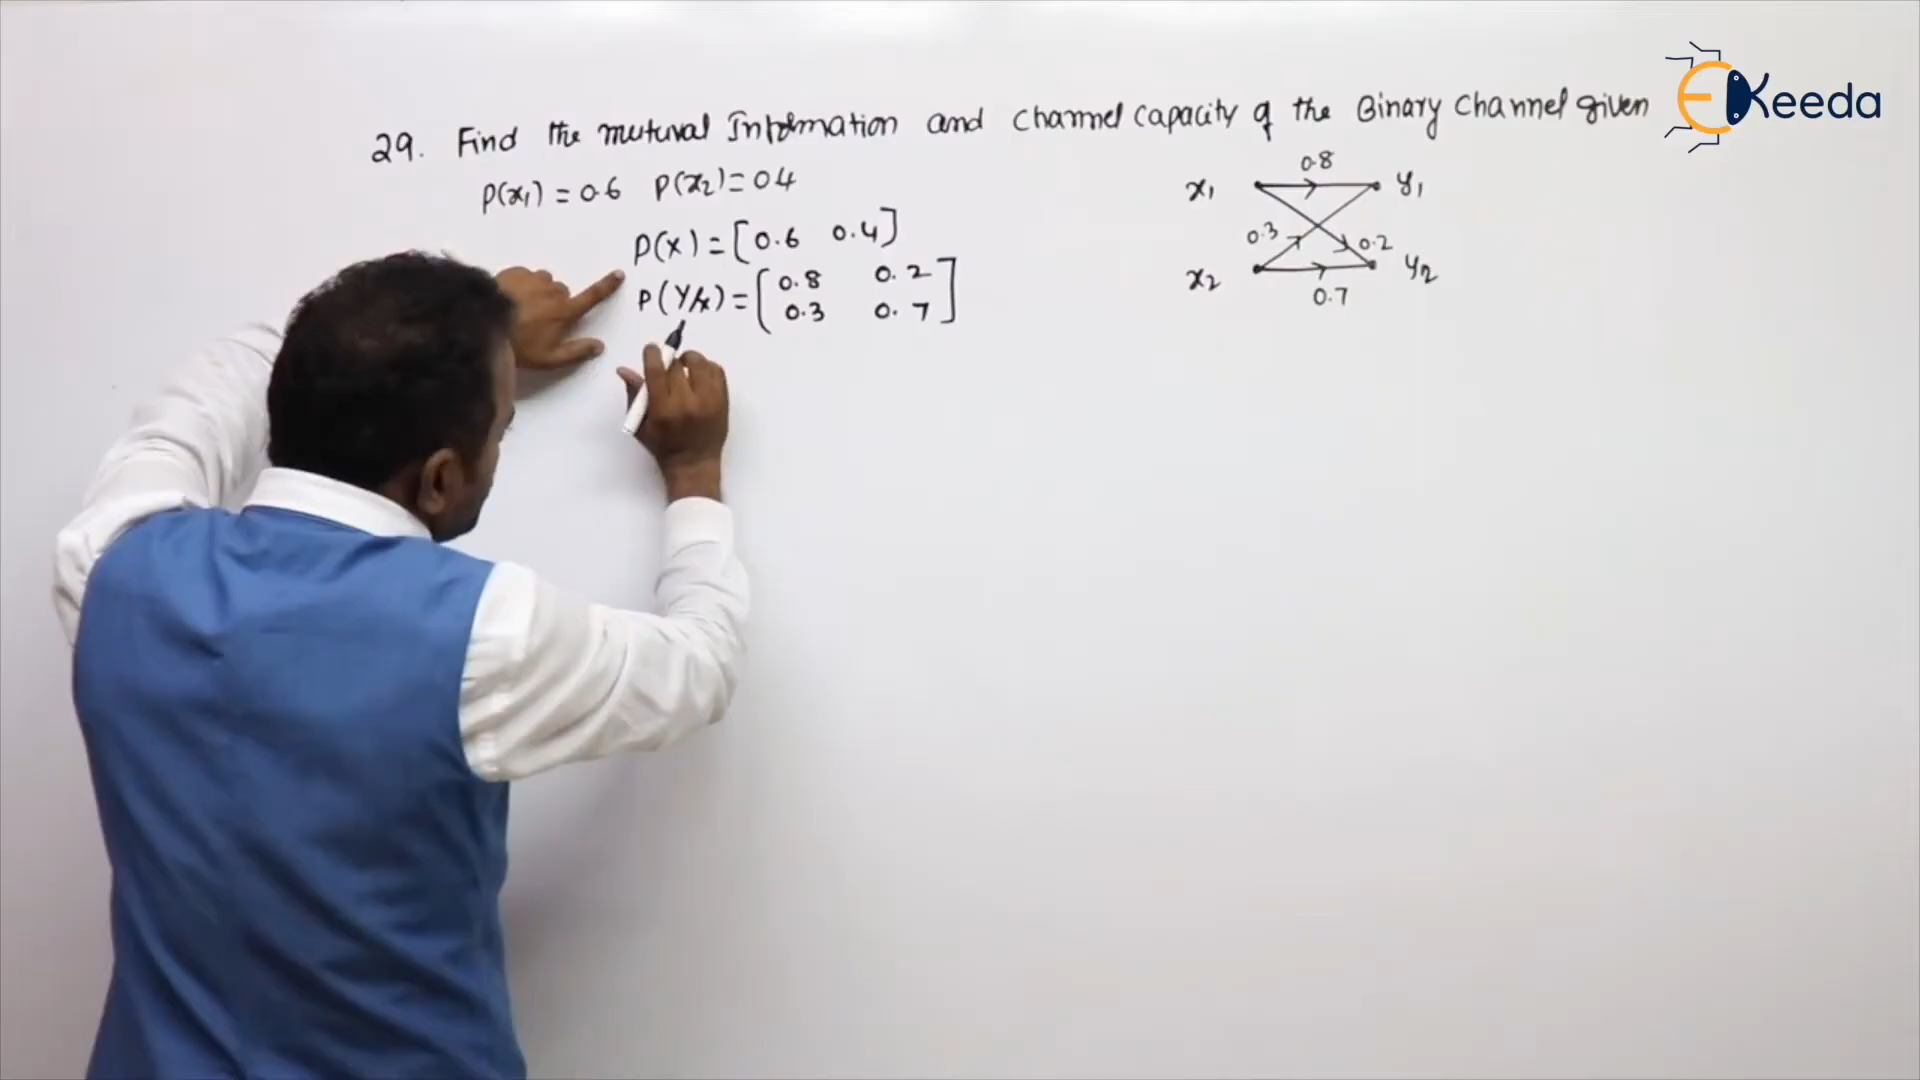 EKeeda
29. Find the mutuval Information and channel capacity of the Binary channel given
P(x₁) = 0.6 P(x₂) = 0.4
P(x) = [0.6 0.4]
P(Y/x) = [0.8 0.2
0.3 0.7]
0.8
x₁ y₁
0.3 0.2
x₂ y₂
0.7